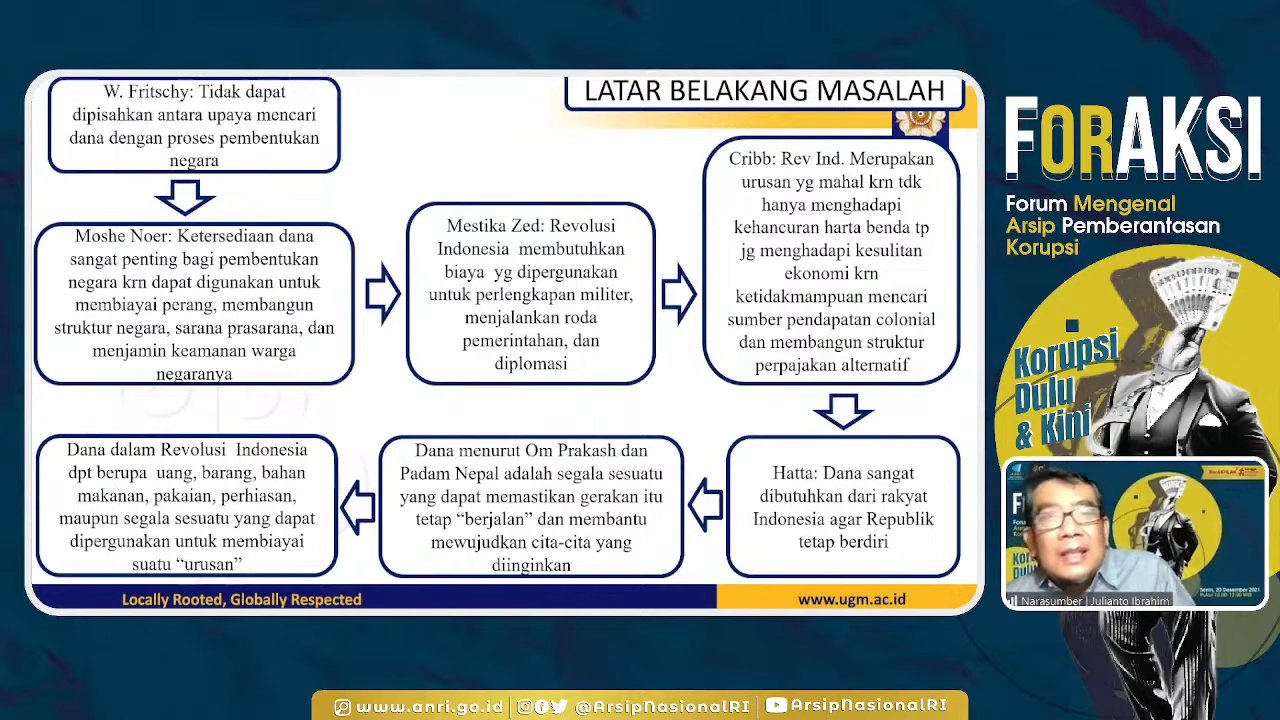 LATAR BELAKANG MASALAH
W. Fritschy: Tidak dapat
dipisahkan antara upaya mencari
dana dengan proses pembentukan
negara
Moshe Noer: Ketersediaan dana
sangat penting bagi pembentukan
negara krn dapat digunakan untuk
membiayai perang, membangun
struktur negara, sarana prasarana, dan
menjamin keamanan warga
negaranya
Mestika Zed: Revolusi
Indonesia membutuhkan
biaya yg dipergunakan
untuk perlengkapan militer,
menjalankan roda
pemerintahan, dan
diplomasi
Cribb: Rev Ind. Merupakan
urusan yg mahal krn tdk
hanya menghadapi
kehancuran harta benda tp
jg menghadapi kesulitan
ekonomi krn
ketidakmampuan mencari
sumber pendapatan colonial
dan membangun struktur
perpajakan alternatif
Hatta: Dana sangat
dibutuhkan dari rakyat
Indonesia agar Republik
tetap berdiri
Dana menurut Om Prakash dan
Padam Nepal adalah segala sesuatu
yang dapat memastikan gerakan itu
tetap “berjalan” dan membantu
mewujudkan cita-cita yang
diinginkan
Dana dalam Revolusi Indonesia
dpt berupa uang, barang, bahan
makanan, pakaian, perhiasan,
maupun segala sesuatu yang dapat
dipergunakan untuk membiayai
suatu “urusan”
Locally Rooted, Globally Respected
www.ugm.ac.id
FORAKSI
Forum Mengenal
Arsip Pemberantasan
Korupsi
Korupsi
Dulu
& Kini
Senin, 20 Desember 2021
Narasumber | Julianto Ibrahim
www.anri.go.id
@ArsipNasionalRI
ArsipNasionalRI